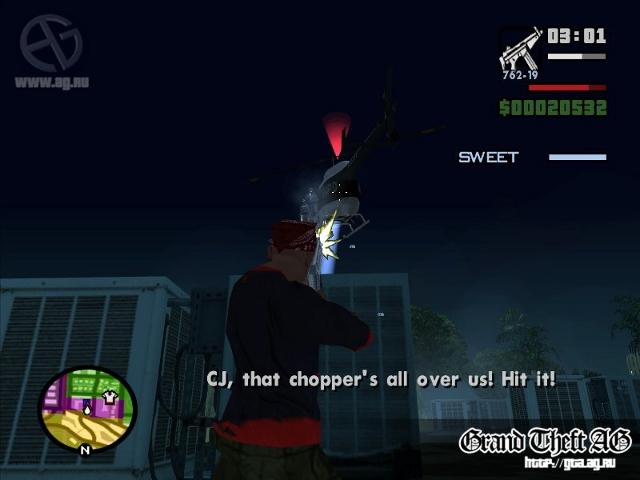 AG
www.ag.ru
03:01
762-19
$00020532
SWEET
CJ, that chopper's all over us! Hit it!
N
Grand Theft AG
http://gta.ag.ru